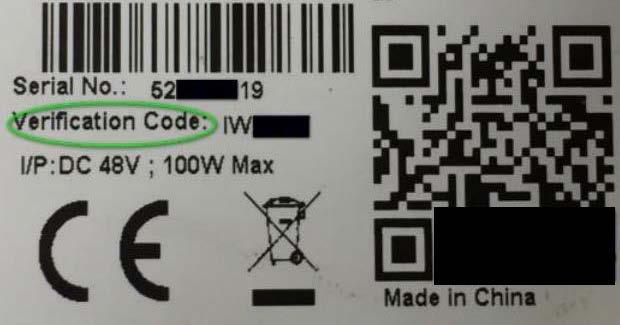 Serial No.: 52 19
Verification Code: IW
I/P:DC 48V ; 100W Max
CE
Made in China